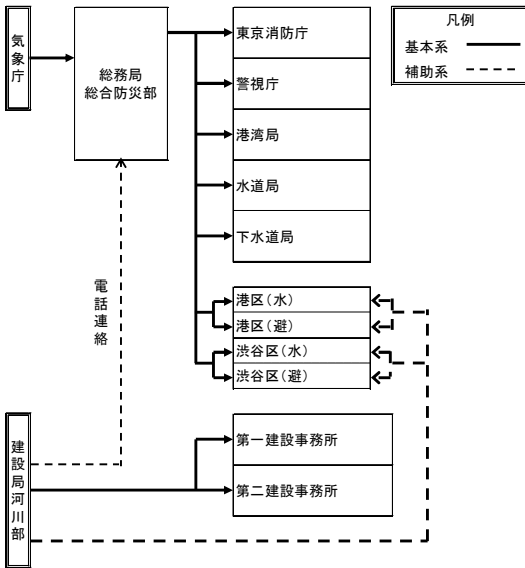 気象庁
総務局
総合防災部
東京消防庁
警視庁
港湾局
水道局
下水道局
港区(水)
港区(避)
渋谷区(水)
渋谷区(避)
凡例
基本系
補助系
電話連絡
建設局河川部
第一建設事務所
第二建設事務所